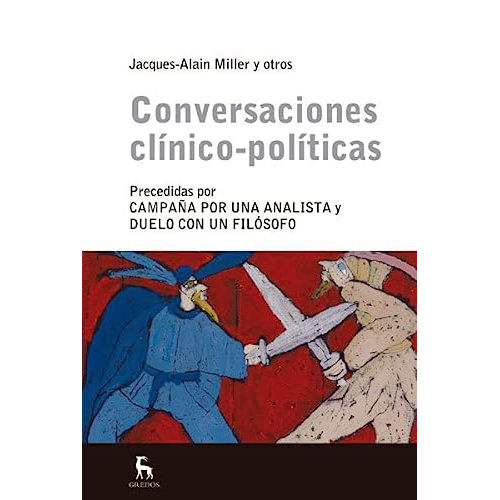 Jacques-Alain Miller y otros
Conversaciones
clínico-políticas
Precedidas por
CAMPAÑA POR UNA ANALISTA y
DUELO CON UN FILÓSOFO
GREDOS